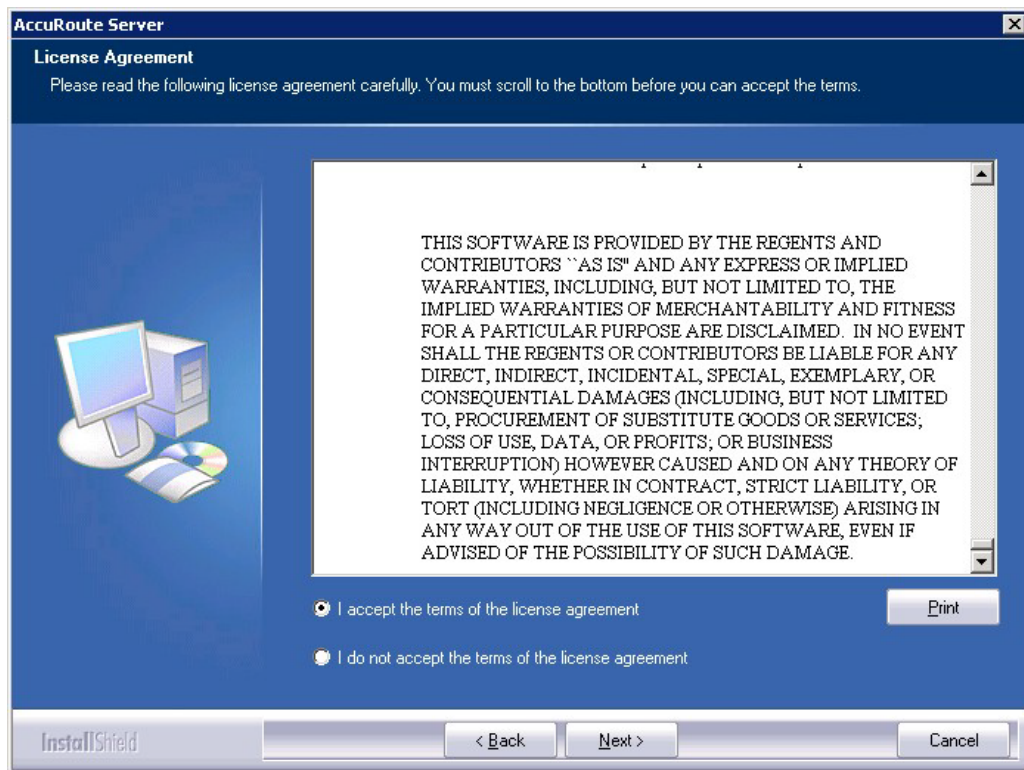 AccuRoute Server
License Agreement
Please read the following license agreement carefully. You must scroll to the bottom before you can accept the terms.
THIS SOFTWARE IS PROVIDED BY THE REGENTS AND
CONTRIBUTORS ``AS IS'' AND ANY EXPRESS OR IMPLIED
WARRANTIES, INCLUDING, BUT NOT LIMITED TO, THE
IMPLIED WARRANTIES OF MERCHANTABILITY AND FITNESS
FOR A PARTICULAR PURPOSE ARE DISCLAIMED.  IN NO EVENT
SHALL THE REGENTS OR CONTRIBUTORS BE LIABLE FOR ANY
DIRECT, INDIRECT, INCIDENTAL, SPECIAL, EXEMPLARY, OR
CONSEQUENTIAL DAMAGES (INCLUDING, BUT NOT LIMITED
TO, PROCUREMENT OF SUBSTITUTE GOODS OR SERVICES;
LOSS OF USE, DATA, OR PROFITS; OR BUSINESS
INTERRUPTION) HOWEVER CAUSED AND ON ANY THEORY OF
LIABILITY, WHETHER IN CONTRACT, STRICT LIABILITY, OR
TORT (INCLUDING NEGLIGENCE OR OTHERWISE) ARISING IN
ANY WAY OUT OF THE USE OF THIS SOFTWARE, EVEN IF
ADVISED OF THE POSSIBILITY OF SUCH DAMAGE.
I accept the terms of the license agreement
Print
I do not accept the terms of the license agreement
InstallShield
< Back
Next >
Cancel